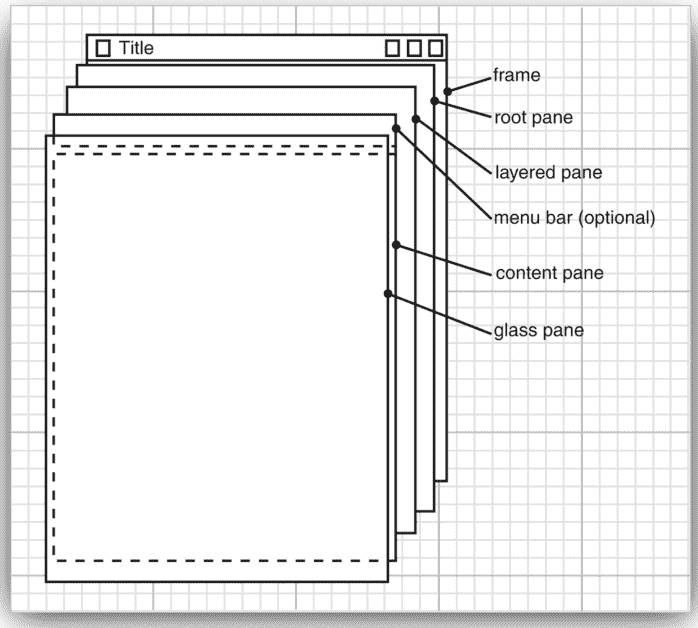 Title
frame
root pane
layered pane
menu bar (optional)
content pane
glass pane